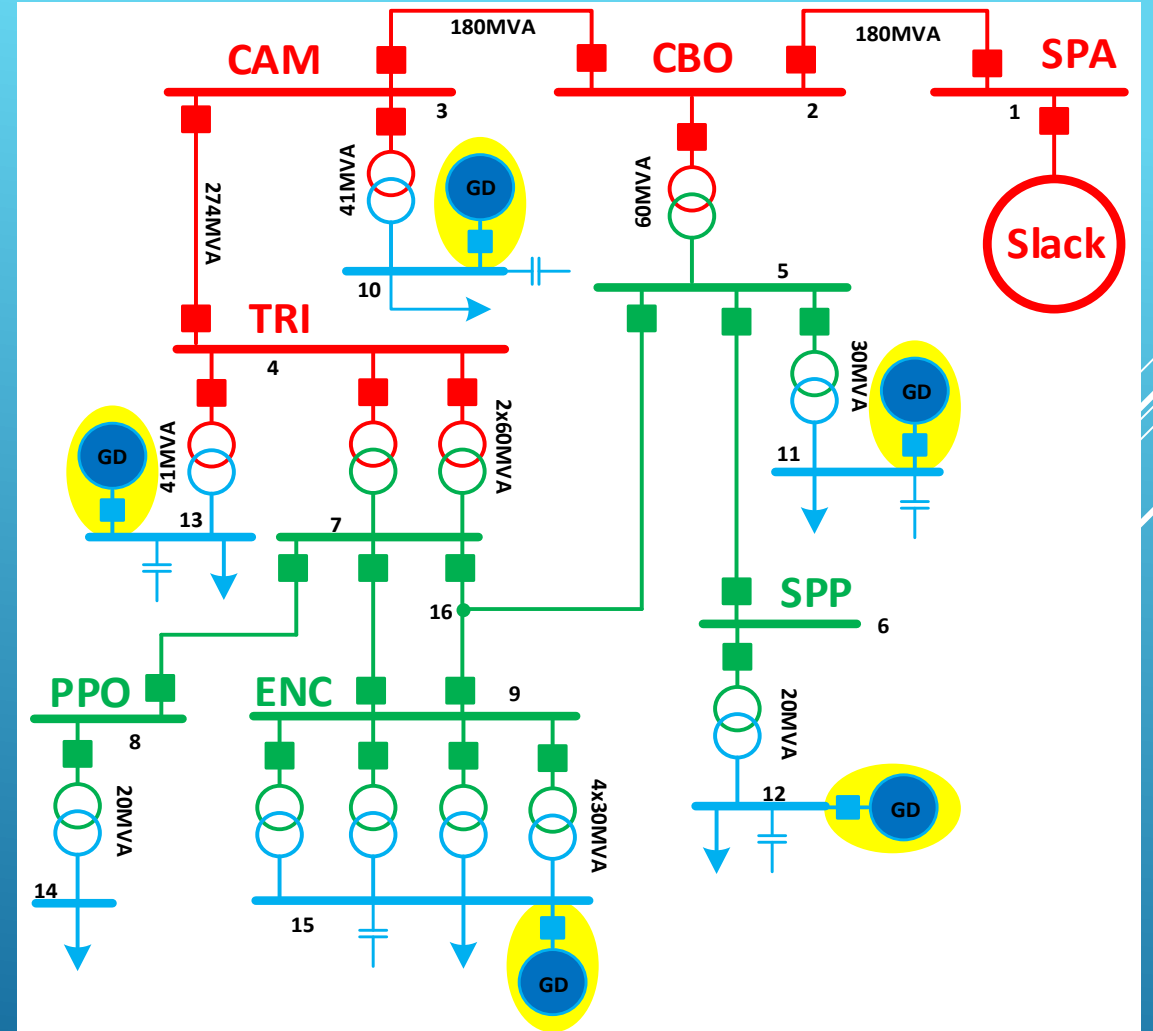 180MVA
180MVA
CAM
CBO
SPA
3
2
1
41MVA
GD
60MVA
Slack
274MVA
10
5
TRI
4
30MVA
GD
GD
41MVA
2x60MVA
11
13
7
16
SPP
6
PPO
ENC
9
8
20MVA
20MVA
4x30MVA
12
GD
14
15
GD